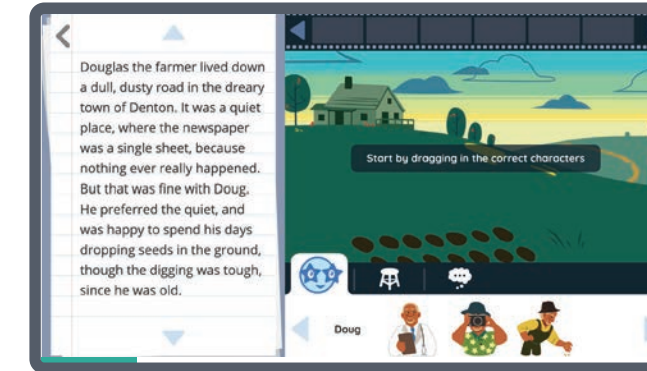 Douglas the farmer lived down
a dull, dusty road in the dreary
town of Denton. It was a quiet
place, where the newspaper
was a single sheet, because
nothing ever really happened.
But that was fine with Doug.
He preferred the quiet, and
was happy to spend his days
dropping seeds in the ground,
though the digging was tough,
since he was old.
Start by dragging in the correct characters
Doug